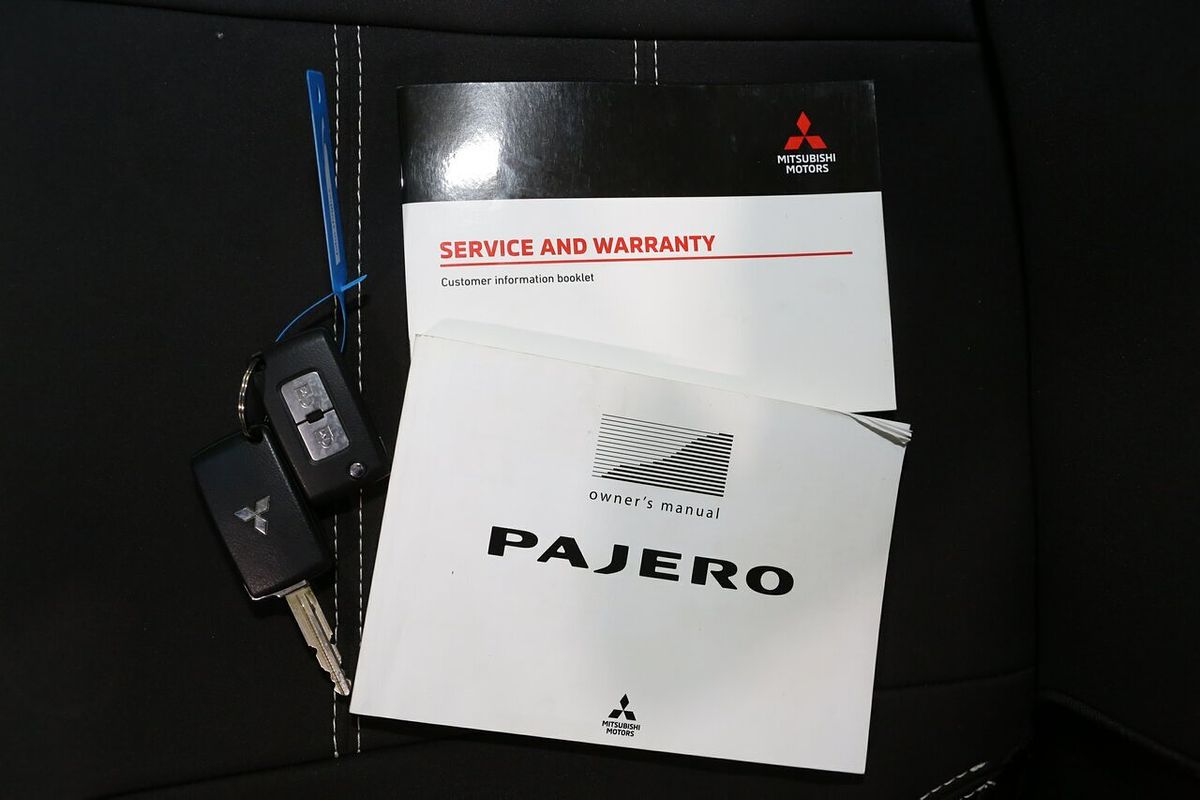 MITSUBISHI
MOTORS
SERVICE AND WARRANTY
Customer information booklet
owner's manual
PAJERO
MITSUBISHI
MOTORS